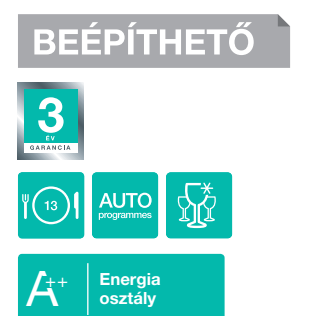 BEÉPÍTHETŐ
3
ÉV
GARANCIA
13
AUTO
programmes
A++
Energia
osztály